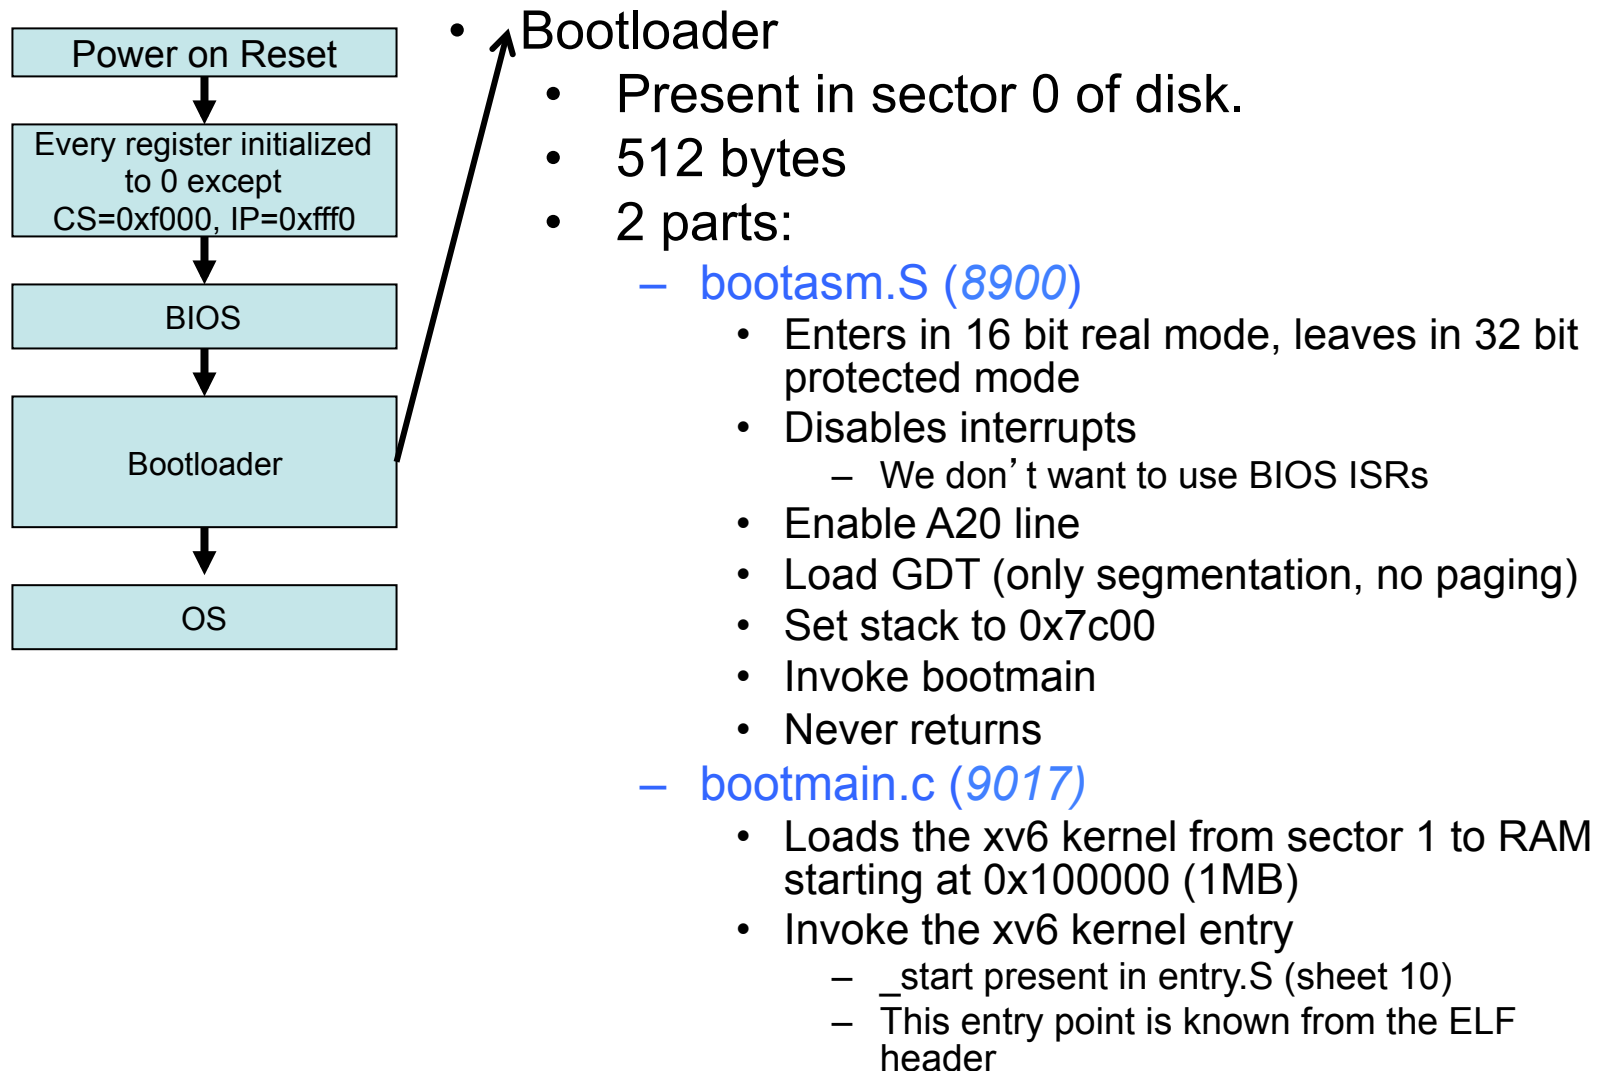 Power on Reset
Every register initialized
to 0 except
CS=0xf000, IP=0xfff0
BIOS
Bootloader
OS
• Bootloader
• Present in sector 0 of disk.
• 512 bytes
• 2 parts:
– bootasm.S (8900)
• Enters in 16 bit real mode, leaves in 32 bit
protected mode
• Disables interrupts
– We don’t want to use BIOS ISRs
• Enable A20 line
• Load GDT (only segmentation, no paging)
• Set stack to 0x7c00
• Invoke bootmain
• Never returns
– bootmain.c (9017)
• Loads the xv6 kernel from sector 1 to RAM
starting at 0x100000 (1MB)
• Invoke the xv6 kernel entry
– _start present in entry.S (sheet 10)
– This entry point is known from the ELF
header